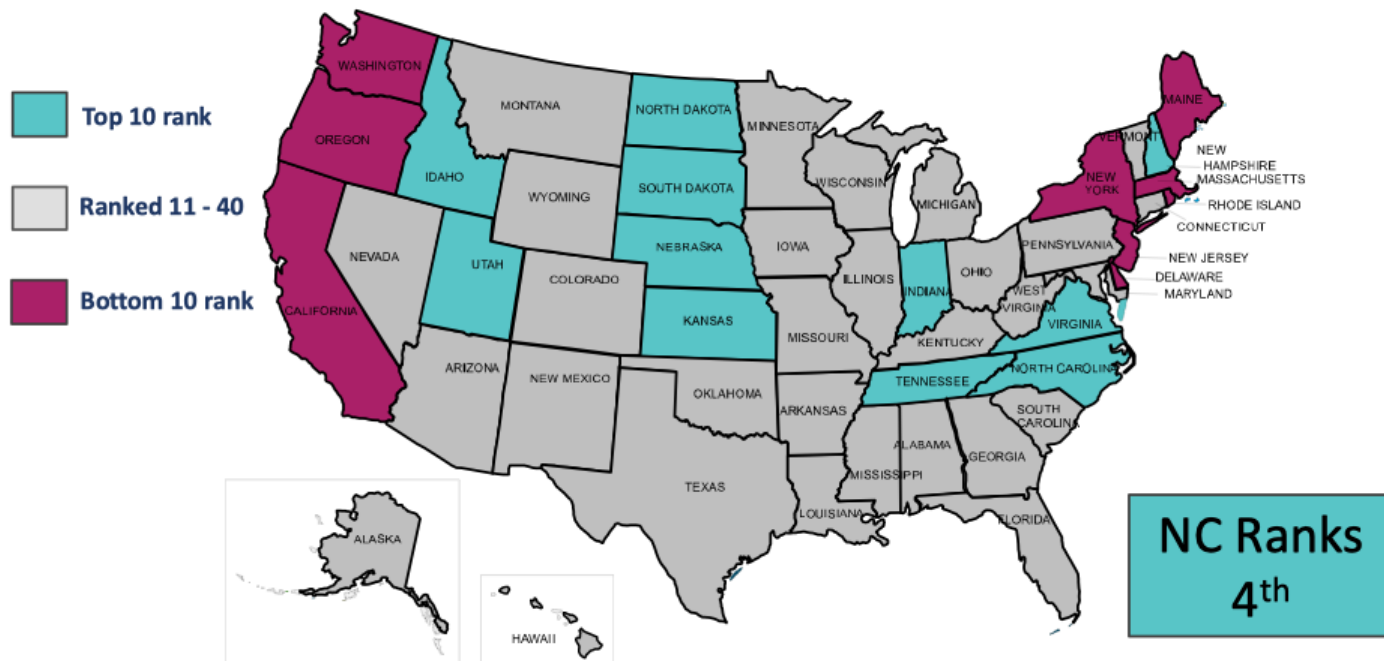 Top 10 rank
Ranked 11 - 40
Bottom 10 rank
WASHINGTON
OREGON
CALIFORNIA
IDAHO
NEVADA
UTAH
ARIZONA
MONTANA
WYOMING
COLORADO
NEW MEXICO
NORTH DAKOTA
SOUTH DAKOTA
NEBRASKA
KANSAS
OKLAHOMA
TEXAS
MINNESOTA
IOWA
MISSOURI
ARKANSAS
LOUISIANA
WISCONSIN
ILLINOIS
MICHIGAN
INDIANA
OHIO
KENTUCKY
TENNESSEE
MISSISSIPPI
ALABAMA
GEORGIA
FLORIDA
SOUTH
CAROLINA
NORTH CAROLINA
VIRGINIA
WEST
VIRGINIA
PENNSYLVANIA
NEW
YORK
VERMONT
MAINE
NEW
HAMPSHIRE
MASSACHUSETTS
RHODE ISLAND
CONNECTICUT
NEW JERSEY
DELAWARE
MARYLAND
ALASKA
HAWAII
NC Ranks
4th